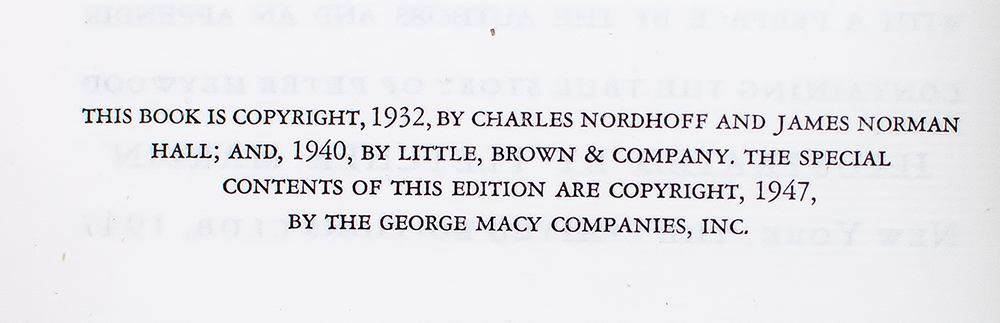 THIS BOOK IS COPYRIGHT, 1932, BY CHARLES NORDHOFF AND JAMES NORMAN
HALL; AND, 1940, BY LITTLE, BROWN & COMPANY. THE SPECIAL
CONTENTS OF THIS EDITION ARE COPYRIGHT, 1947,
BY THE GEORGE MACY COMPANIES, INC.